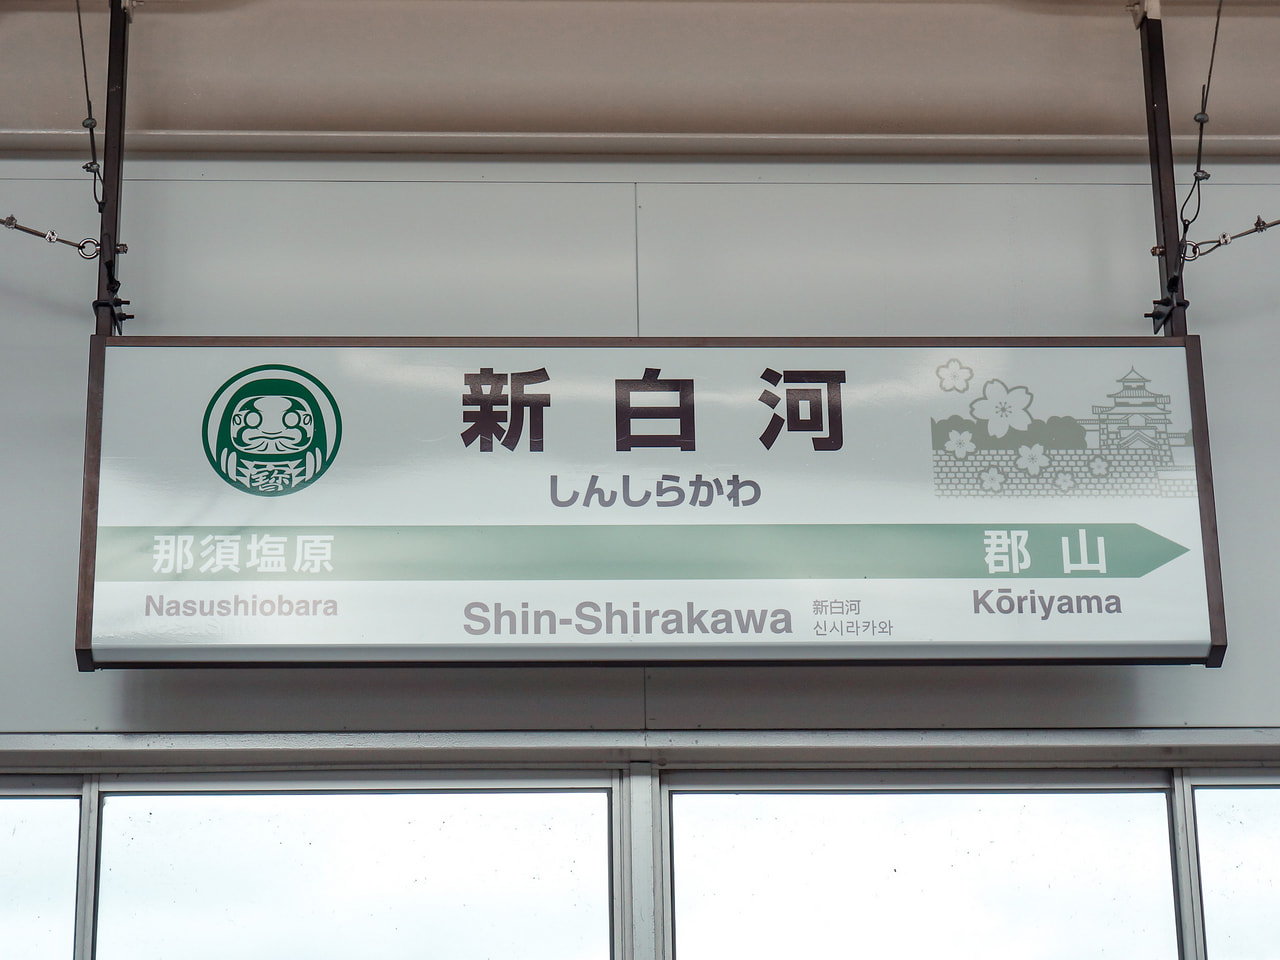 新白河
しんしらかわ
那須塩原
郡山
Nasushiobara
Shin-Shirakawa
新白河
신시라카와
Kōriyama